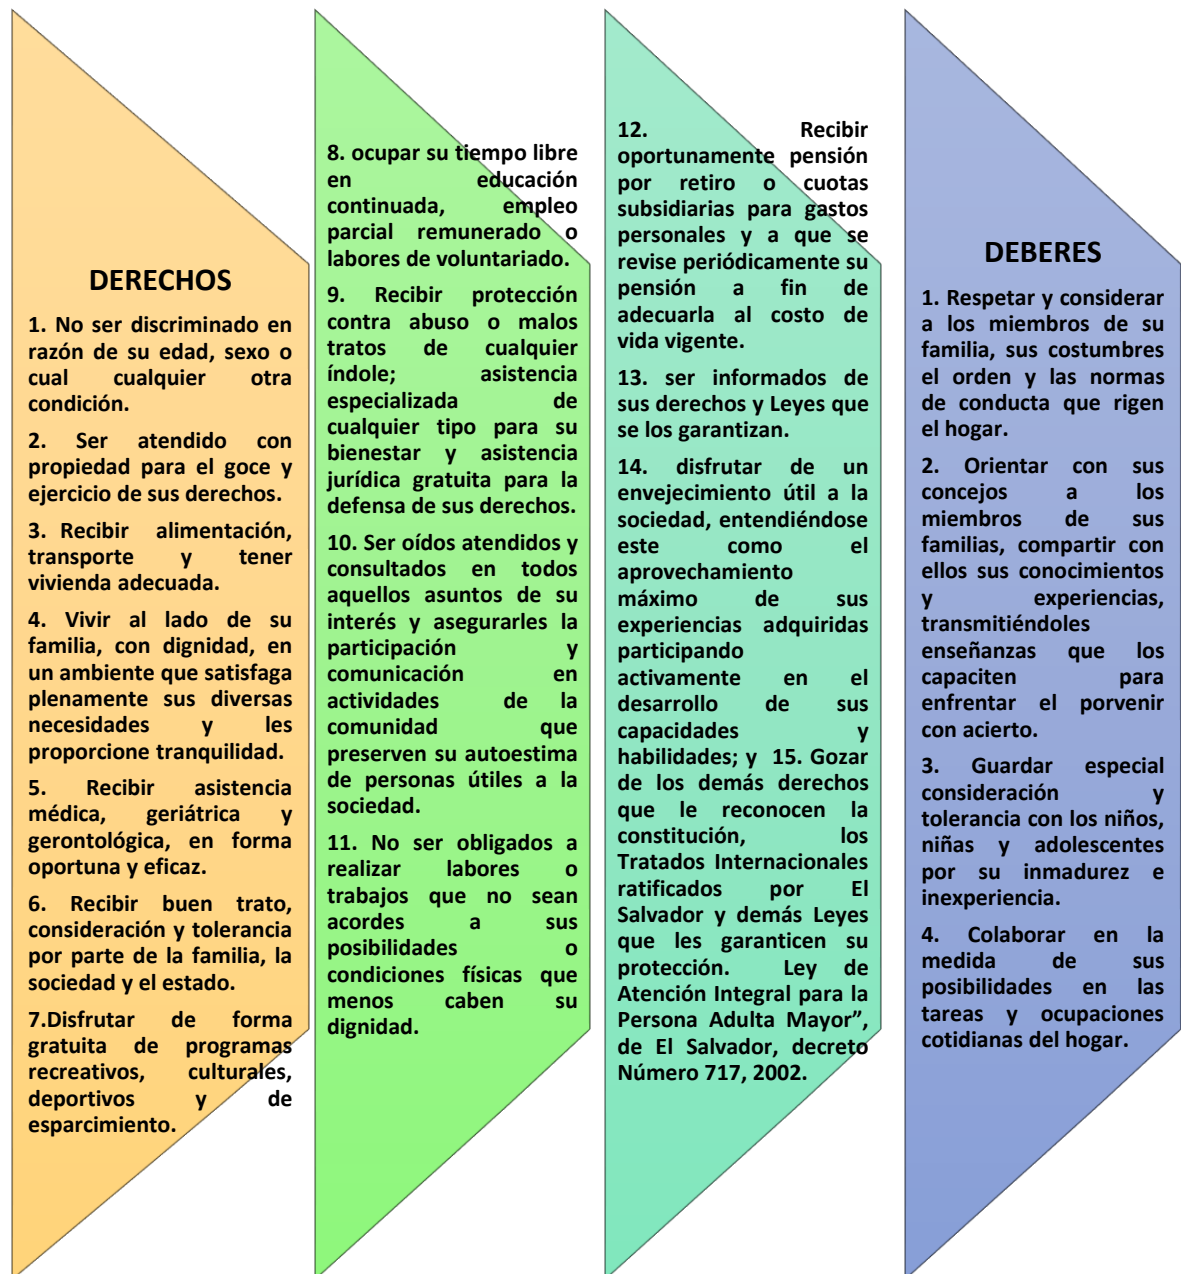 DERECHOS
1. No ser discriminado en
razón de su edad, sexo o
cual cualquier otra
condición.
2. Ser atendido con
propiedad para el goce y
ejercicio de sus derechos.
3. Recibir alimentación,
transporte y tener
vivienda adecuada.
4. Vivir al lado de su
familia, con dignidad, en
un ambiente que satisfaga
plenamente sus diversas
necesidades y les
proporcione tranquilidad.
5. Recibir asistencia
médica, geriátrica y
gerontológica, en forma
oportuna y eficaz.
6. Recibir buen trato,
consideración y tolerancia
por parte de la familia, la
sociedad y el estado.
7.Disfrutar de forma
gratuita de programas
recreativos, culturales,
deportivos y de
esparcimiento.
8. ocupar su tiempo libre
en educación
continuada, empleo
parcial remunerado o
labores de voluntariado.
9. Recibir protección
contra abuso o malos
tratos de cualquier
índole; asistencia
especializada de
cualquier tipo para su
bienestar y asistencia
jurídica gratuita para la
defensa de sus derechos.
10. Ser oídos atendidos y
consultados en todos
aquellos asuntos de su
interés y asegurarles la
participación y
comunicación en
actividades de la
comunidad que
preserven su autoestima
de personas útiles a la
sociedad.
11. No ser obligados a
realizar labores o
trabajos que no sean
acordes a sus
posibilidades o
condiciones físicas que
menos caben su
dignidad.
12. Recibir
oportunamente pensión
por retiro o cuotas
subsidiarias para gastos
personales y a que se
revise periódicamente su
pensión a fin de
adecuarla al costo de
vida vigente.
13. ser informados de
sus derechos y Leyes que
se los garantizan.
14. disfrutar de un
envejecimiento útil a la
sociedad, entendiéndose
este como el
aprovechamiento
máximo de sus
experiencias adquiridas
participando
activamente en el
desarrollo de sus
capacidades y
habilidades; y 15. Gozar
de los demás derechos
que le reconocen la
constitución, los
Tratados Internacionales
ratificados por El
Salvador y demás Leyes
que les garanticen su
protección. Ley de
Atención Integral para la
Persona Adulta Mayor”,
de El Salvador, decreto
Número 717, 2002.
DEBERES
1. Respetar y considerar
a los miembros de su
familia, sus costumbres
el orden y las normas
de conducta que rigen
el hogar.
2. Orientar con sus
concejos a los
miembros de sus
familias, compartir con
ellos sus conocimientos
y experiencias,
transmitiéndoles
enseñanzas que los
capaciten para
enfrentar el porvenir
con acierto.
3. Guardar especial
consideración y
tolerancia con los niños,
niñas y adolescentes
por su inmadurez e
inexperiencia.
4. Colaborar en la
medida de sus
posibilidades en las
tareas y ocupaciones
cotidianas del hogar.